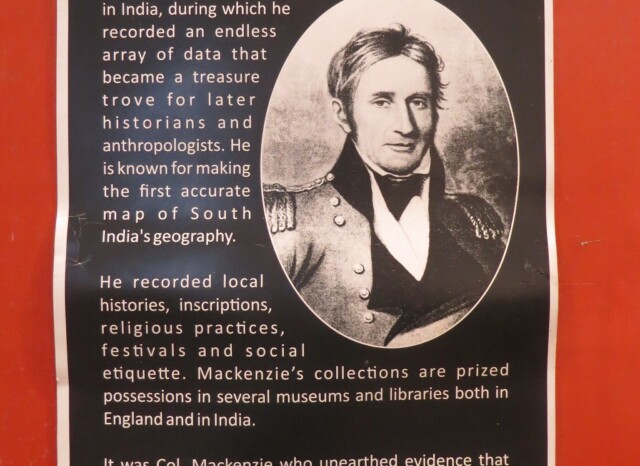 in India, during which he
recorded an endless
array of data that
became a treasure
trove for later
historians and
anthropologists. He
is known for making
the first accurate
map of South
India's geography.
He recorded local
histories, inscriptions,
religious practices,
festivals and social
etiquette. Mackenzie's collections are prized
possessions in several museums and libraries both in
England and in India.
It was Col. Mackenzie who unearthed evidence that